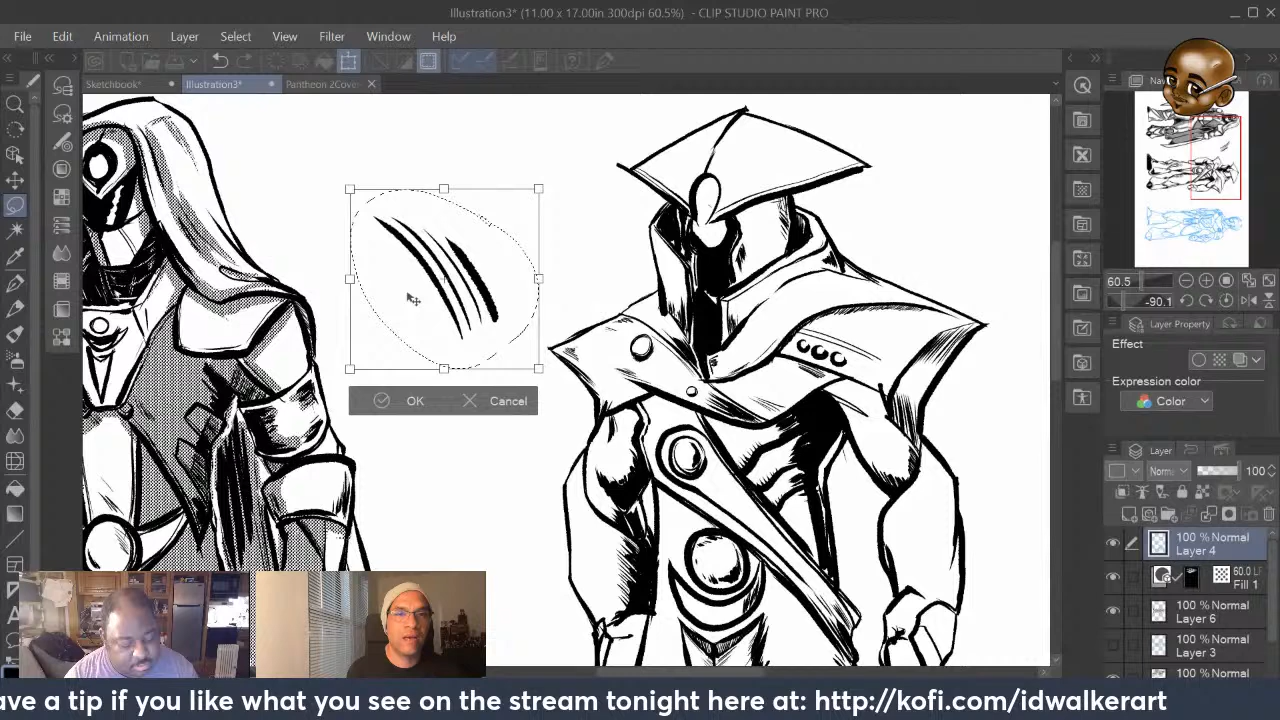 Illustration3* (11.00 x 17.00in 300dpi 60.5%) - CLIP STUDIO PAINT PRO
File Edit Animation Layer Select View Filter Window Help
Sketchbook* Illustration3* Pantheon 2Cove
60.5
-90.1
Layer Property
Effect
Expression color
Color
OK Cancel
Layer
Norma 100
100 % Normal
Layer 4
60.0
Fill 1
100 % Normal
Layer 6
100 % Normal
Layer 3
100 % Normal
ave a tip if you like what you see on the stream tonight here at: http://kofi.com/idwalkerart